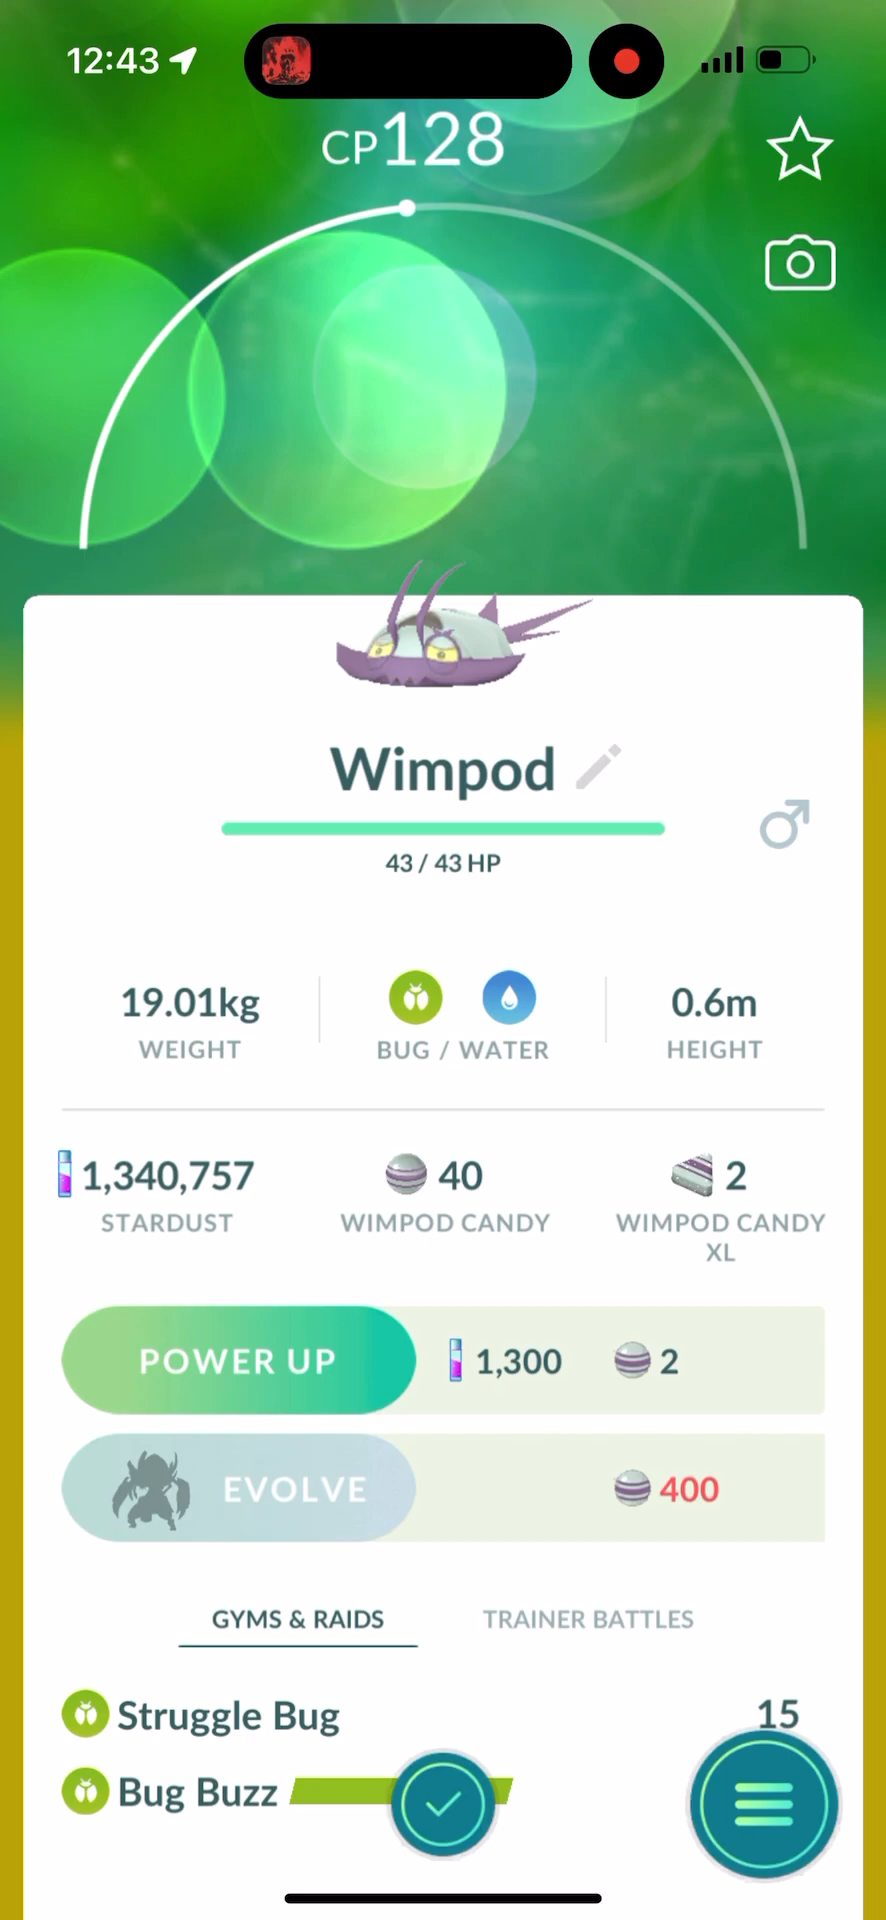 12:43
CP128
Wimpod
43 / 43 HP
19.01kg
WEIGHT
BUG / WATER
0.6m
HEIGHT
1,340,757
STARDUST
40
WIMPOD CANDY
2
WIMPOD CANDY
XL
POWER UP
1,300
2
EVOLVE
400
GYMS & RAIDS
TRAINER BATTLES
Struggle Bug
15
Bug Buzz